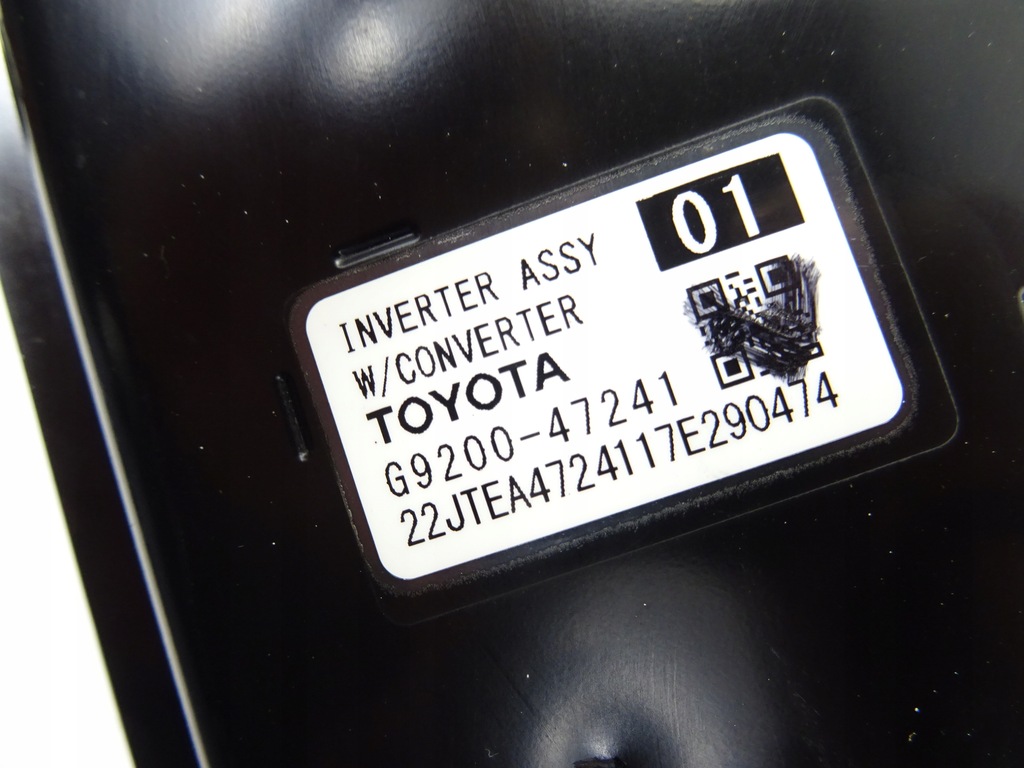 01
INVERTER ASSY
W/CONVERTER
TOYOTA
G9200-47241
22JTEA4724117E290474